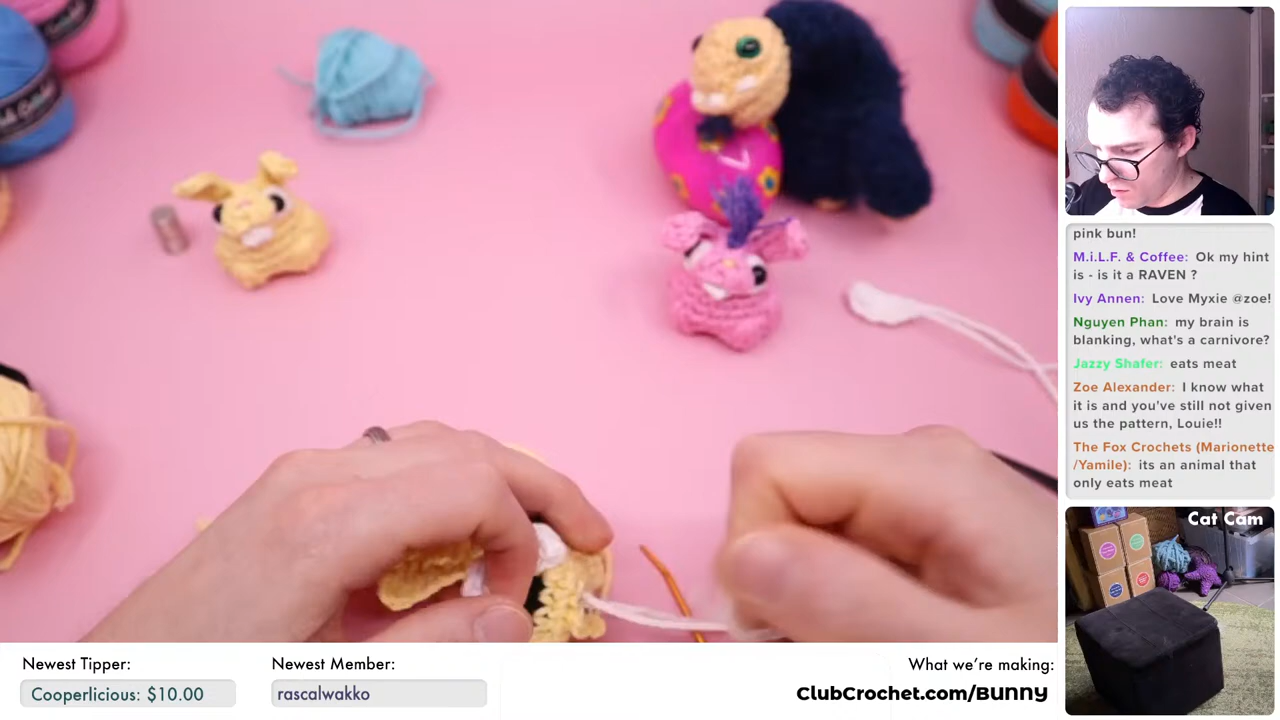 pink bun!
M.i.L.F. & Coffee: Ok my hint
is - is it a RAVEN ?
Ivy Annen: Love Myxie @zoe!
Nguyen Phan: my brain is
blanking, what's a carnivore?
Jazzy Shafer: eats meat
Zoe Alexander: I know what
it is and you've still not given
us the pattern, Louie!!
The Fox Crochets (Marionette
/Yamile): its an animal that
only eats meat
Cat Cam
Newest Tipper:
Cooperlicious: $10.00
Newest Member:
rascalwakko
What we're making:
ClubCrochet.com/BUNNY